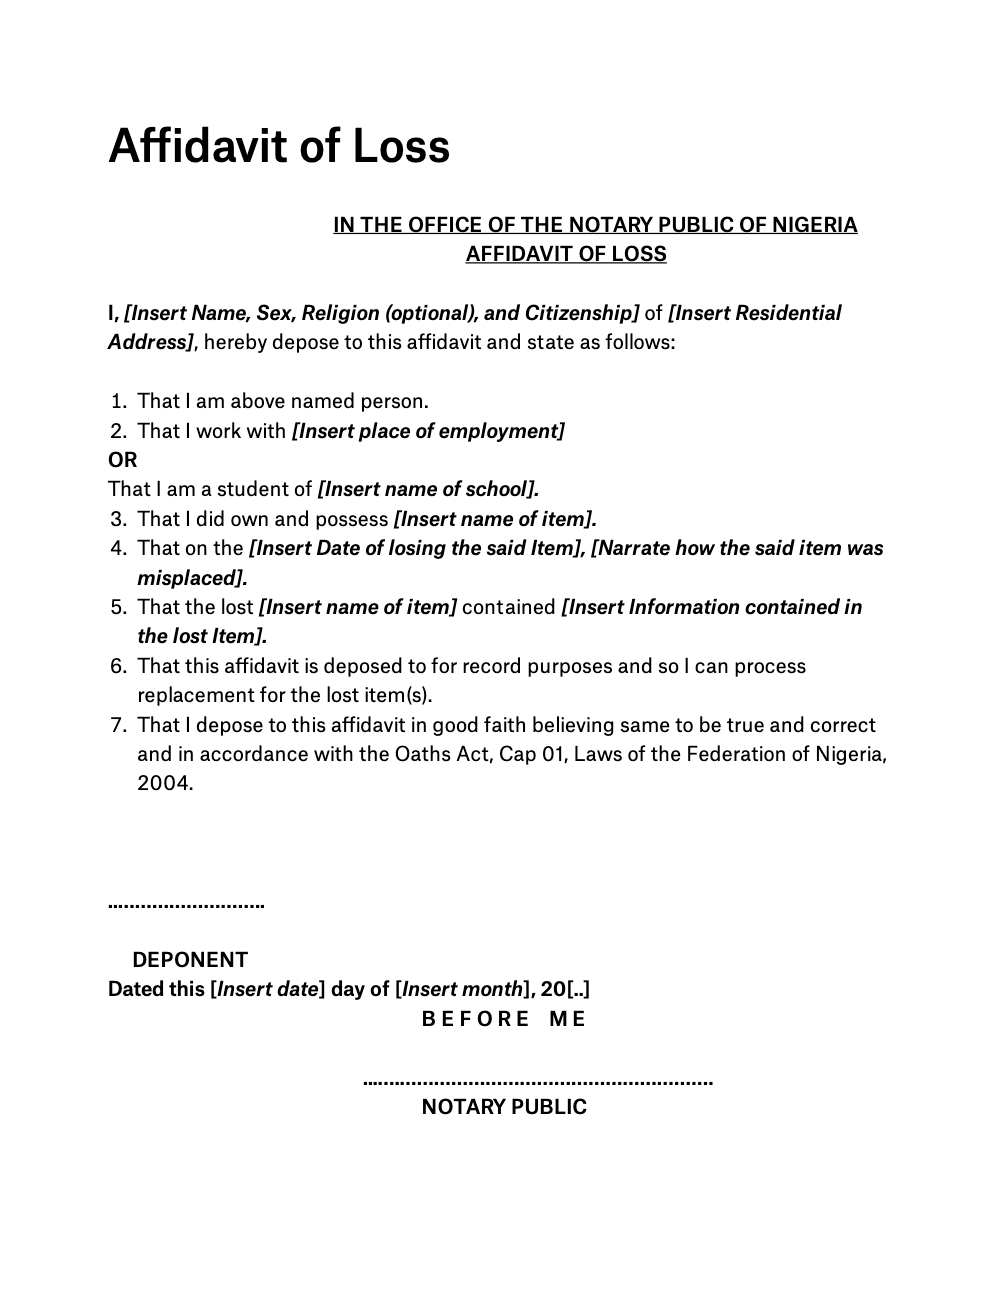 Affidavit of Loss
IN THE OFFICE OF THE NOTARY PUBLIC OF NIGERIA
AFFIDAVIT OF LOSS
I, [Insert Name, Sex, Religion (optional), and Citizenship] of [Insert Residential
Address], hereby depose to this affidavit and state as follows:
1. That I am above named person.
2. That I work with [Insert place of employment]
OR
That I am a student of [Insert name of school].
3. That I did own and possess [Insert name of item].
4. That on the [Insert Date of losing the said Item], [Narrate how the said item was
misplaced].
5. That the lost [Insert name of item] contained [Insert Information contained in
the lost Item].
6. That this affidavit is deposed to for record purposes and so I can process
replacement for the lost item(s).
7. That I depose to this affidavit in good faith believing same to be true and correct
and in accordance with the Oaths Act, Cap 01, Laws of the Federation of Nigeria,
2004.
………………………
DEPONENT
Dated this [Insert date] day of [Insert month], 20[..]
B E F O R E M E
……………………………………………………
NOTARY PUBLIC